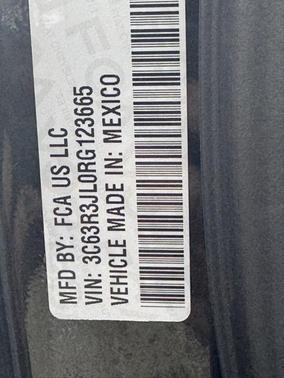 MFD BY: FCA US LLC
VIN: 3C63R3JL0RG123665
VEHICLE MADE IN: MEXICO